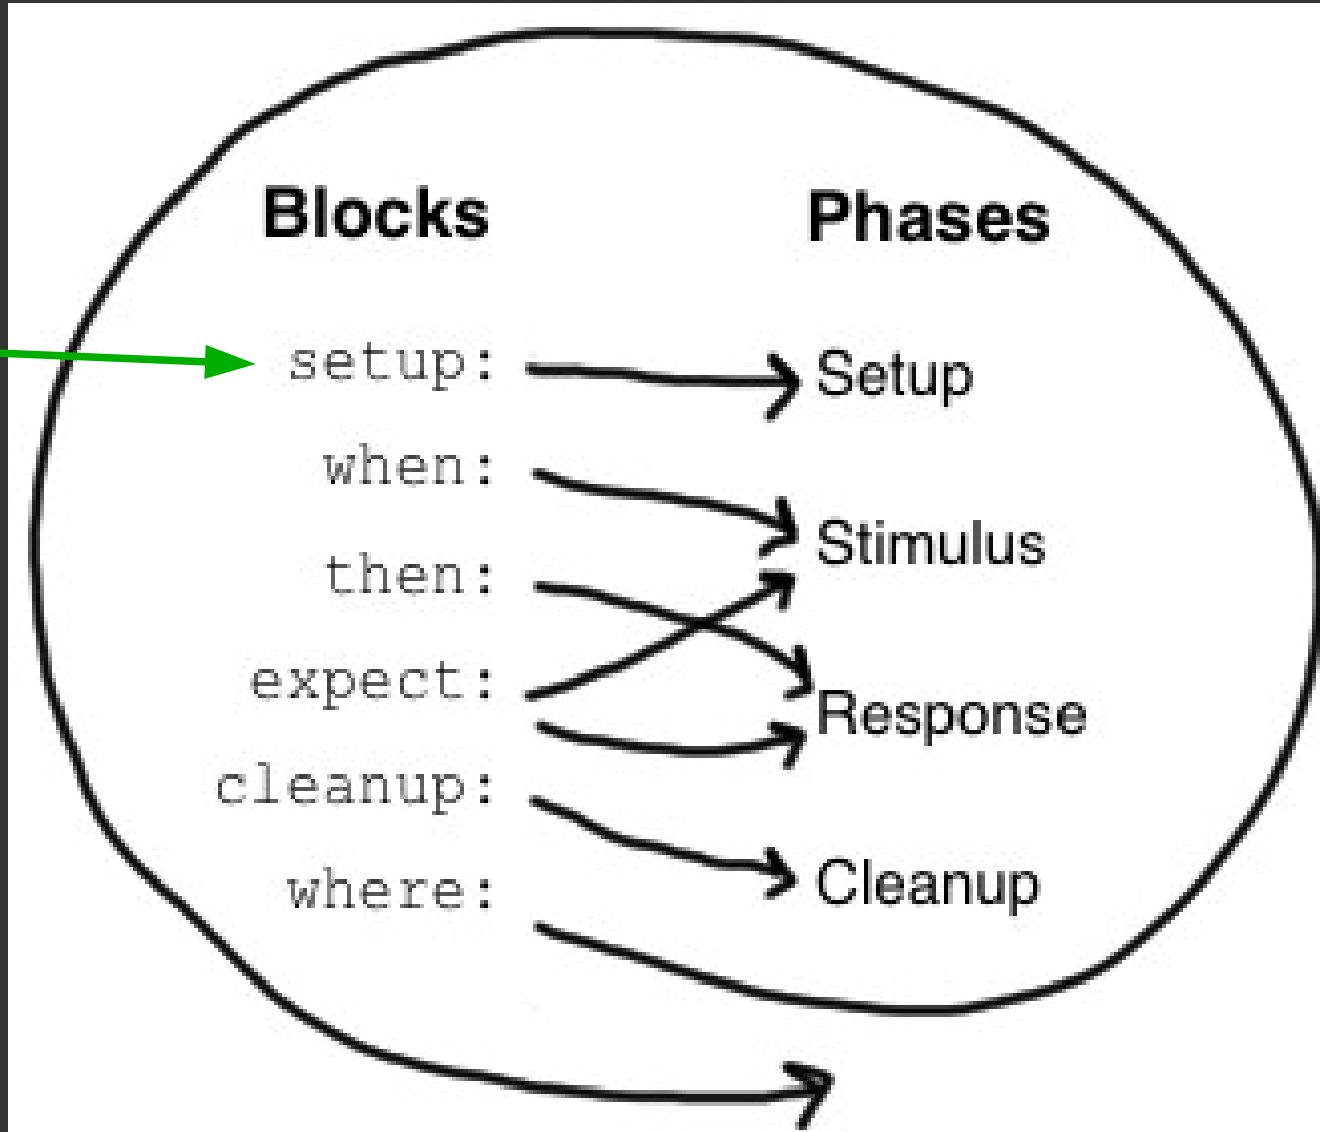 Blocks Phases
setup: Setup
when:
Stimulus
then:
expect:
Response
cleanup:
Cleanup
where: